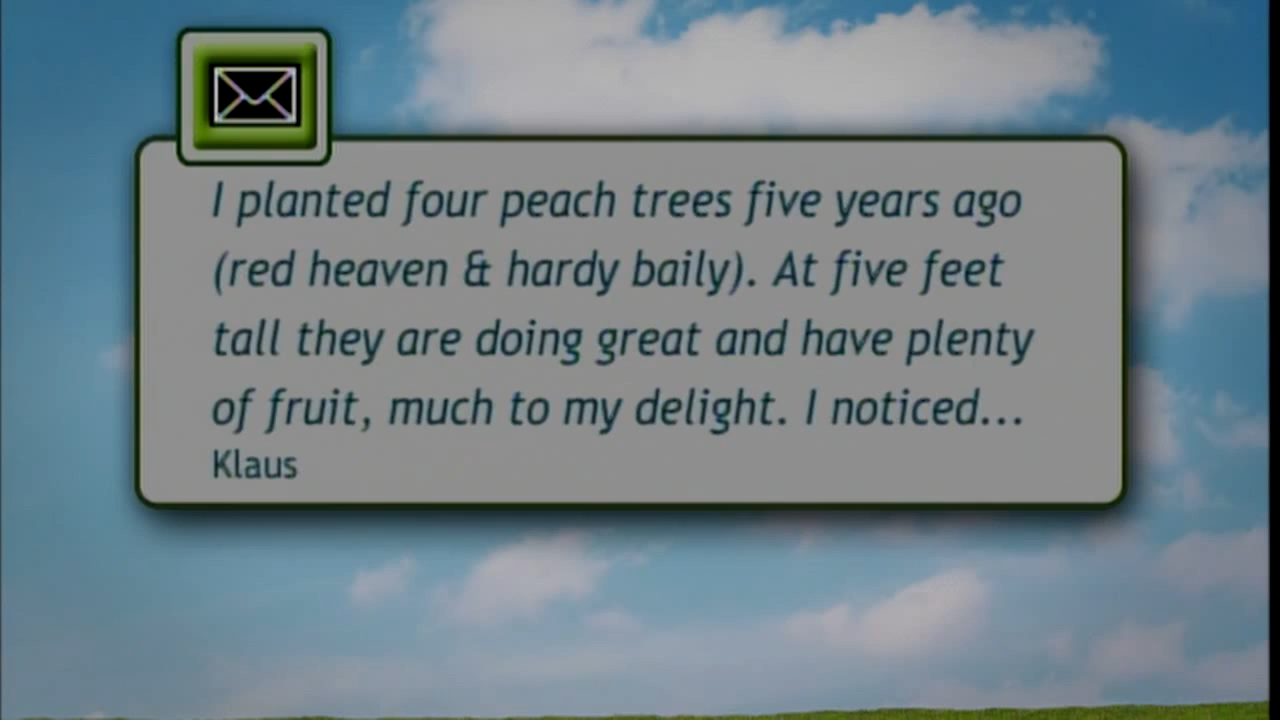 I planted four peach trees five years ago
(red heaven & hardy baily). At five feet
tall they are doing great and have plenty
of fruit, much to my delight. I noticed...
Klaus